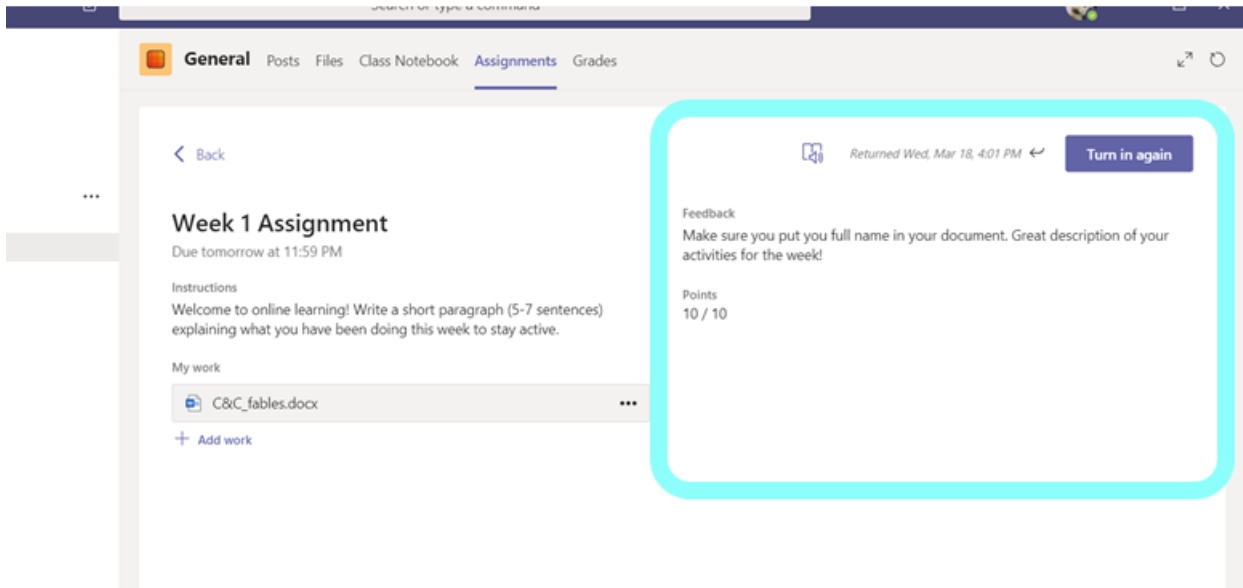 Search or type a command
General Posts Files Class Notebook Assignments Grades
Back
Returned Wed, Mar 18, 4:01 PM
Turn in again
Week 1 Assignment
Due tomorrow at 11:59 PM
Instructions
Welcome to online learning! Write a short paragraph (5-7 sentences)
explaining what you have been doing this week to stay active.
My work
C&C_fables.docx
•••
+ Add work
Feedback
Make sure you put you full name in your document. Great description of your
activities for the week!
Points
10 / 10